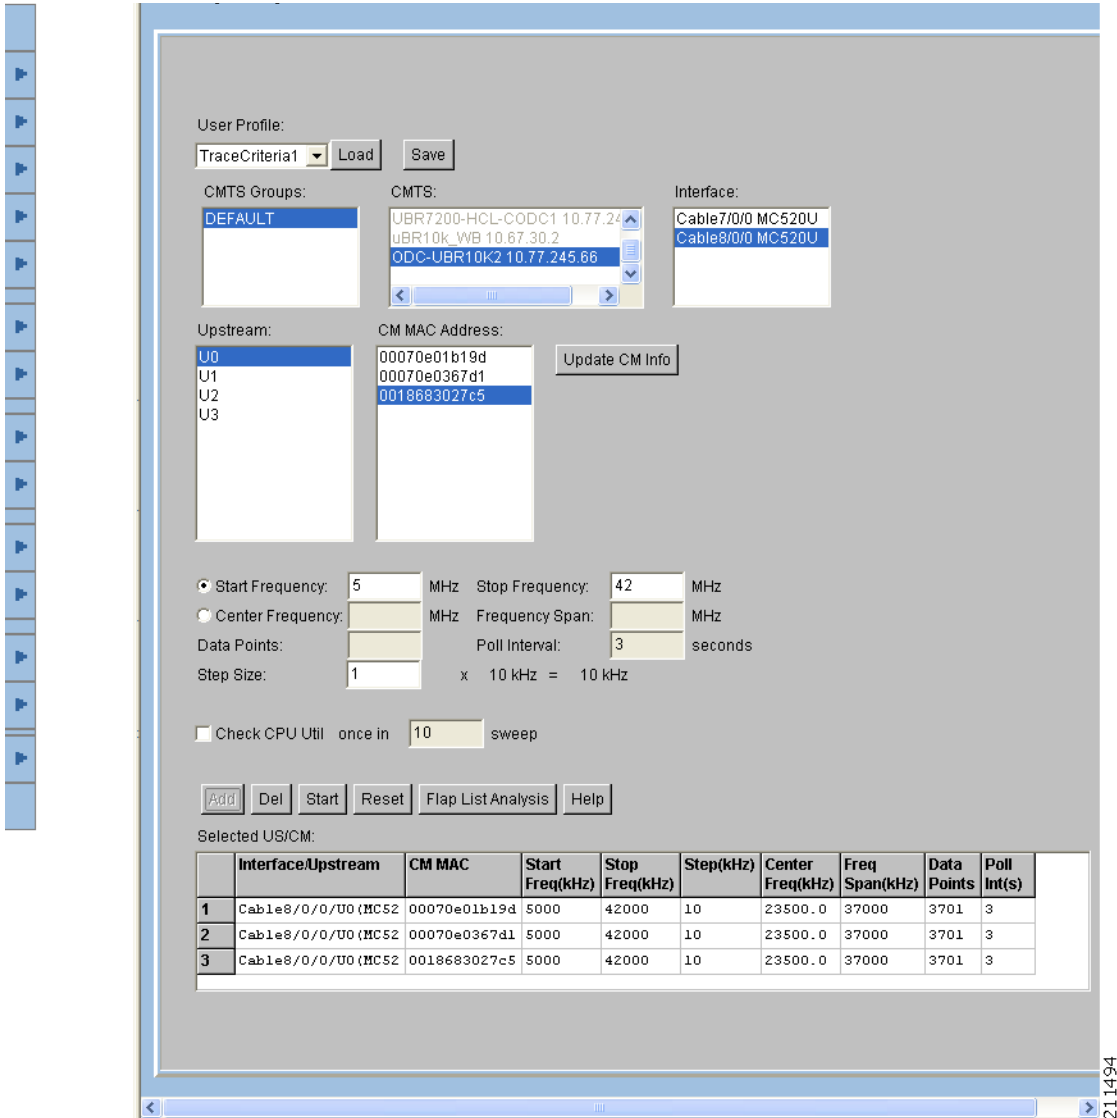 User Profile:
TraceCriteria1 Load Save
CMTS Groups: CMTS: Interface:
DEFAULT UBR7200-HCL-CODC1 10.77.24 Cable7/0/0 MC520U
uBR10k_WB 10.67.30.2 Cable8/0/0 MC520U
ODC-UBR10K2 10.77.245.66
Upstream: CM MAC Address:
U0 00070e01b19d Update CM Info
U1 00070e0367d1
U2 0018683027c5
U3
Start Frequency: 5 MHz Stop Frequency: 42 MHz
Center Frequency: MHz Frequency Span: MHz
Data Points: Poll Interval: 3 seconds
Step Size: 1 x 10 kHz = 10 kHz
Check CPU Util once in 10 sweep
Add Del Start Reset Flap List Analysis Help
Selected US/CM:
Interface/Upstream CM MAC Start Freq(kHz) Stop Freq(kHz) Step(kHz) Center Freq(kHz) Freq Span(kHz) Data Points Poll Int(s)
1 Cable8/0/0/U0(MC52 00070e01b19d 5000 42000 10 23500.0 37000 3701 3
2 Cable8/0/0/U0(MC52 00070e0367d1 5000 42000 10 23500.0 37000 3701 3
3 Cable8/0/0/U0(MC52 0018683027c5 5000 42000 10 23500.0 37000 3701 3
211494